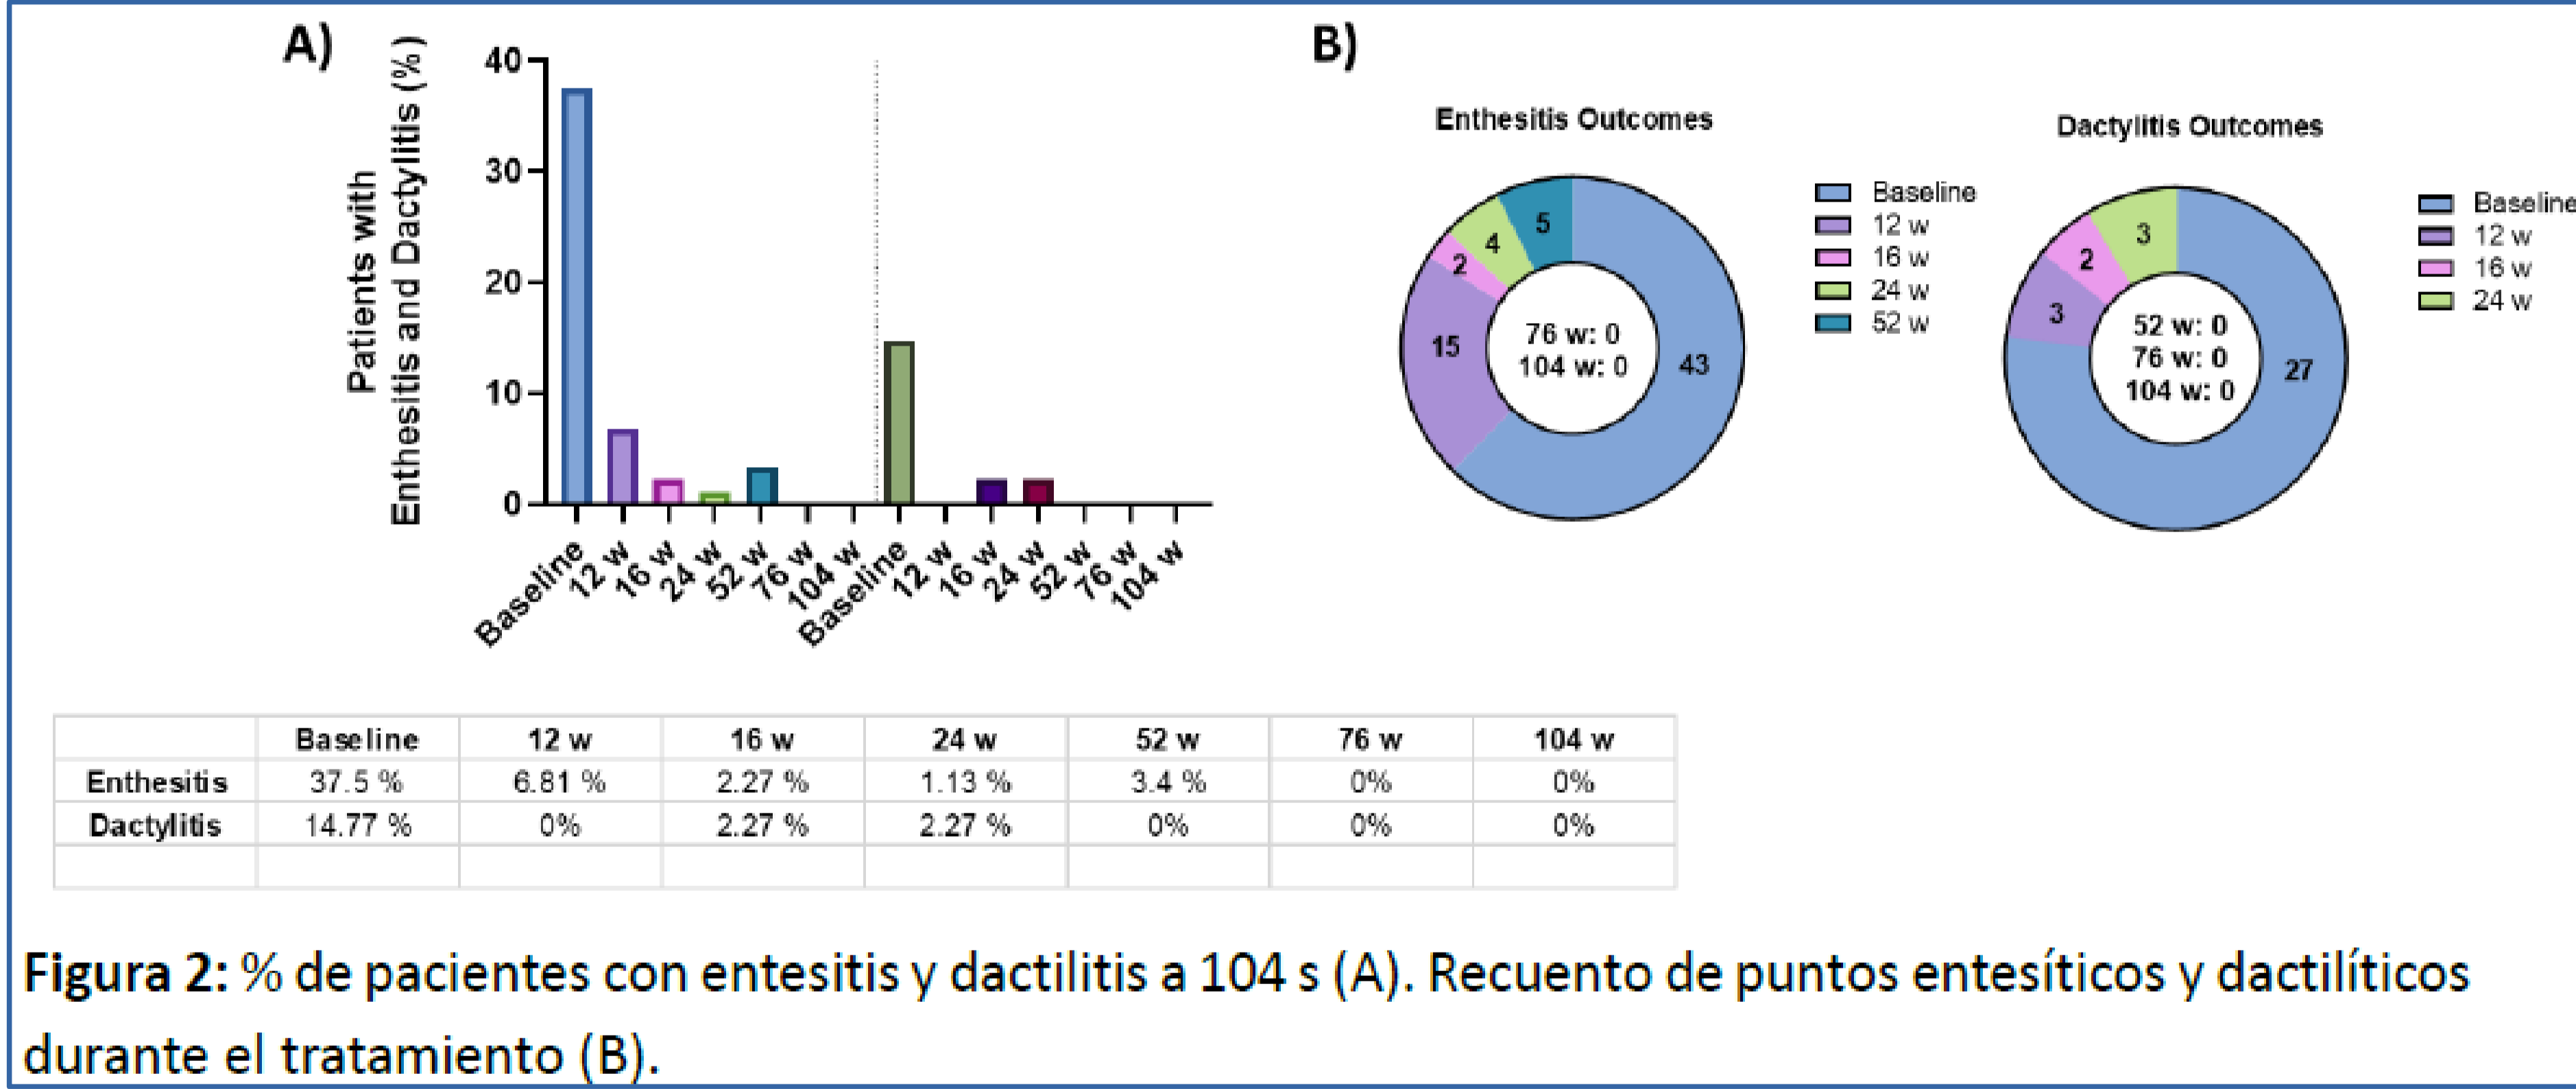 A)
Patients with
Enthesitis and Dactylitis (%)
40
30
20
10
0
Baseline
12 w
16 w
24 w
52 w
76 w
104 w
Baseline
12 w
16 w
24 w
52 w
76 w
104 w
B)
Enthesitis Outcomes
5
4
2
15
43
76 w: 0
104 w: 0
Baseline
12 w
16 w
24 w
52 w
Dactylitis Outcomes
3
2
3
27
52 w: 0
76 w: 0
104 w: 0
Baseline
12 w
16 w
24 w
Baseline 12 w 16 w 24 w 52 w 76 w 104 w
Enthesitis 37.5 % 6.81 % 2.27 % 1.13 % 3.4 % 0% 0%
Dactylitis 14.77 % 0% 2.27 % 2.27 % 0% 0% 0%
Figura 2: % de pacientes con entesitis y dactilitis a 104 s (A). Recuento de puntos entesíticos y dactilíticos
durante el tratamiento (B).